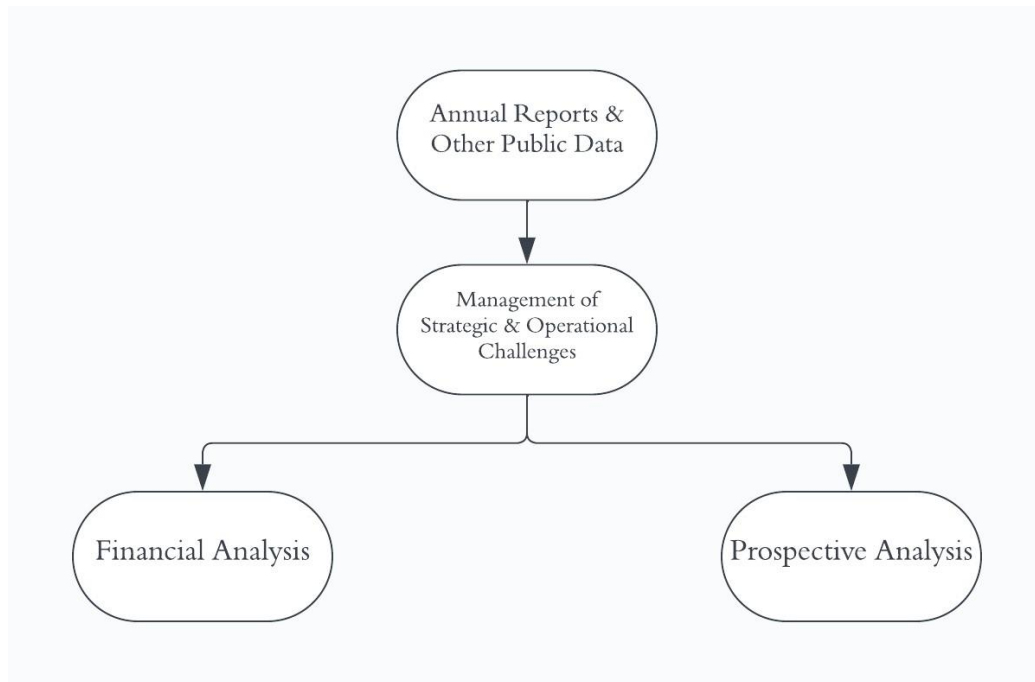 Annual Reports &
Other Public Data
Management of
Strategic & Operational
Challenges
Financial Analysis
Prospective Analysis